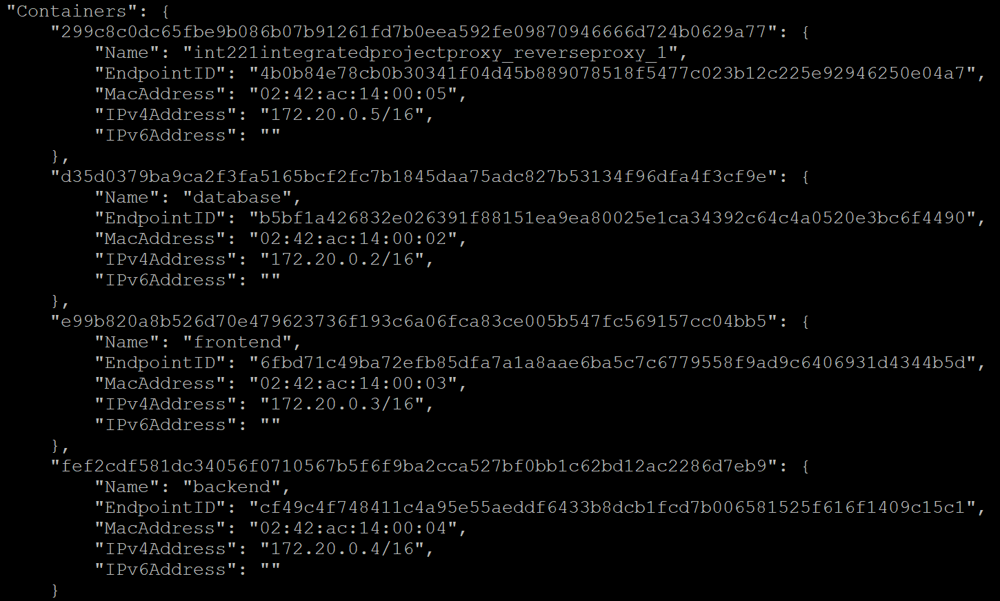 "Containers": {
    "299c8c0dc65fbe9b086b07b91261fd7b0eea592fe09870946666d724b0629a77": {
        "Name": "int221integratedprojectproxy_reverseproxy_1",
        "EndpointID": "4b0b84e78cb0b30341f04d45b889078518f5477c023b12c225e92946250e04a7",
        "MacAddress": "02:42:ac:14:00:05",
        "IPv4Address": "172.20.0.5/16",
        "IPv6Address": ""
    },
    "d35d0379ba9ca2f3fa5165bcf2fc7b1845daa75adc827b53134f96dfa4f3cf9e": {
        "Name": "database",
        "EndpointID": "b5bf1a426832e026391f88151ea9ea80025e1ca34392c64c4a0520e3bc6f4490",
        "MacAddress": "02:42:ac:14:00:02",
        "IPv4Address": "172.20.0.2/16",
        "IPv6Address": ""
    },
    "e99b820a8b526d70e479623736f193c6a06fca83ce005b547fc569157cc04bb5": {
        "Name": "frontend",
        "EndpointID": "6fbd71c49ba72efb85dfa7a1a8aae6ba5c7c6779558f9ad9c6406931d4344b5d",
        "MacAddress": "02:42:ac:14:00:03",
        "IPv4Address": "172.20.0.3/16",
        "IPv6Address": ""
    },
    "fef2cdf581dc34056f0710567b5f6f9ba2cca527bf0bb1c62bd12ac2286d7eb9": {
        "Name": "backend",
        "EndpointID": "cf49c4f748411c4a95e55aeddf6433b8dcb1fcd7b006581525f616f1409c15c1",
        "MacAddress": "02:42:ac:14:00:04",
        "IPv4Address": "172.20.0.4/16",
        "IPv6Address": ""
    }